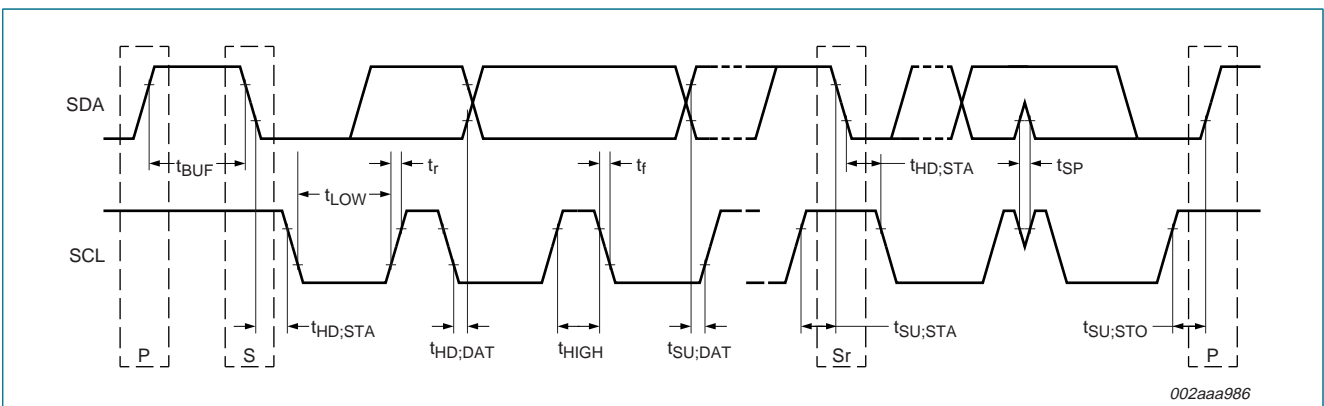 SDA
tBUF
tLOW
tr
tf
tHD;STA
tSP
SCL
tHD;STA
tHD;DAT
tHIGH
tSU;DAT
tSU;STA
tSU;STO
P
S
Sr
P
002aaa986